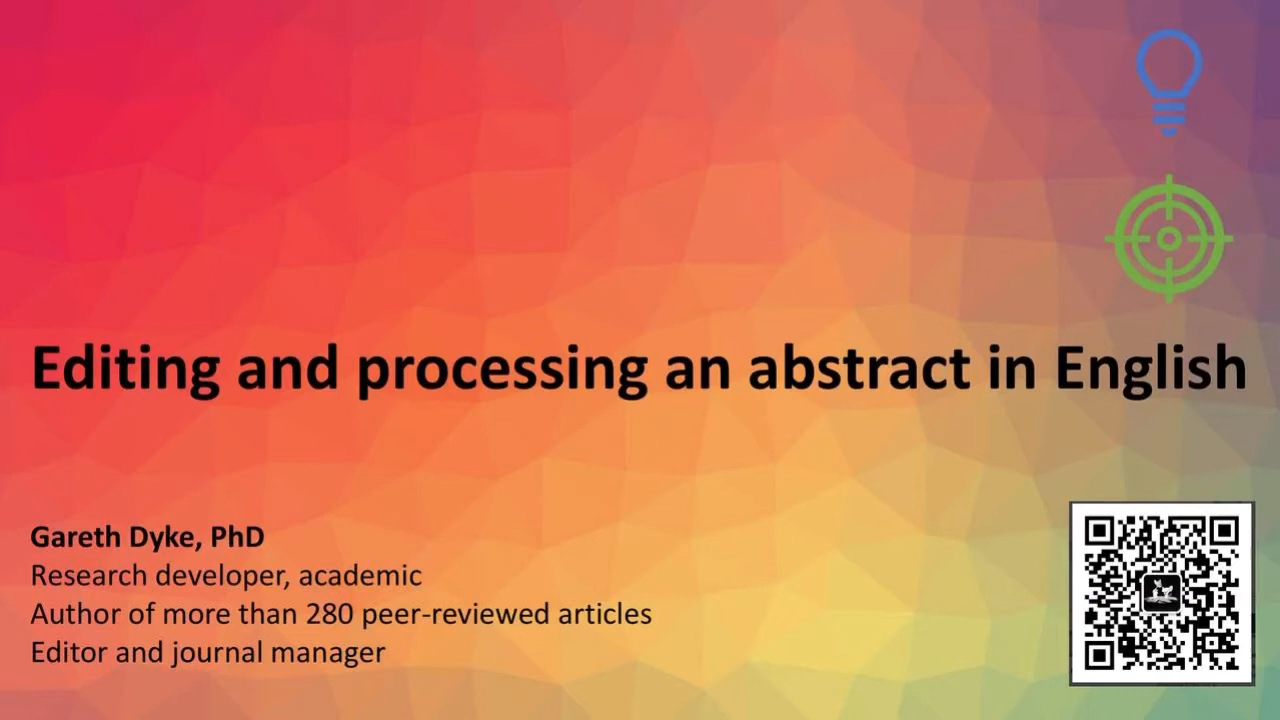 Editing and processing an abstract in English
Gareth Dyke, PhD
Research developer, academic
Author of more than 280 peer-reviewed articles
Editor and journal manager